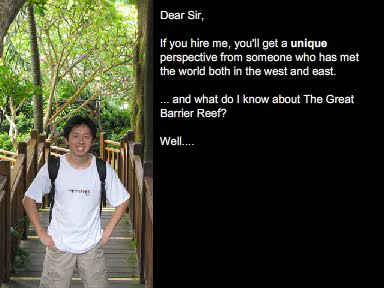 Dear Sir,
If you hire me, you'll get a unique
perspective from someone who has met
the world both in the west and east.
... and what do I know about The Great
Barrier Reef?
Well....